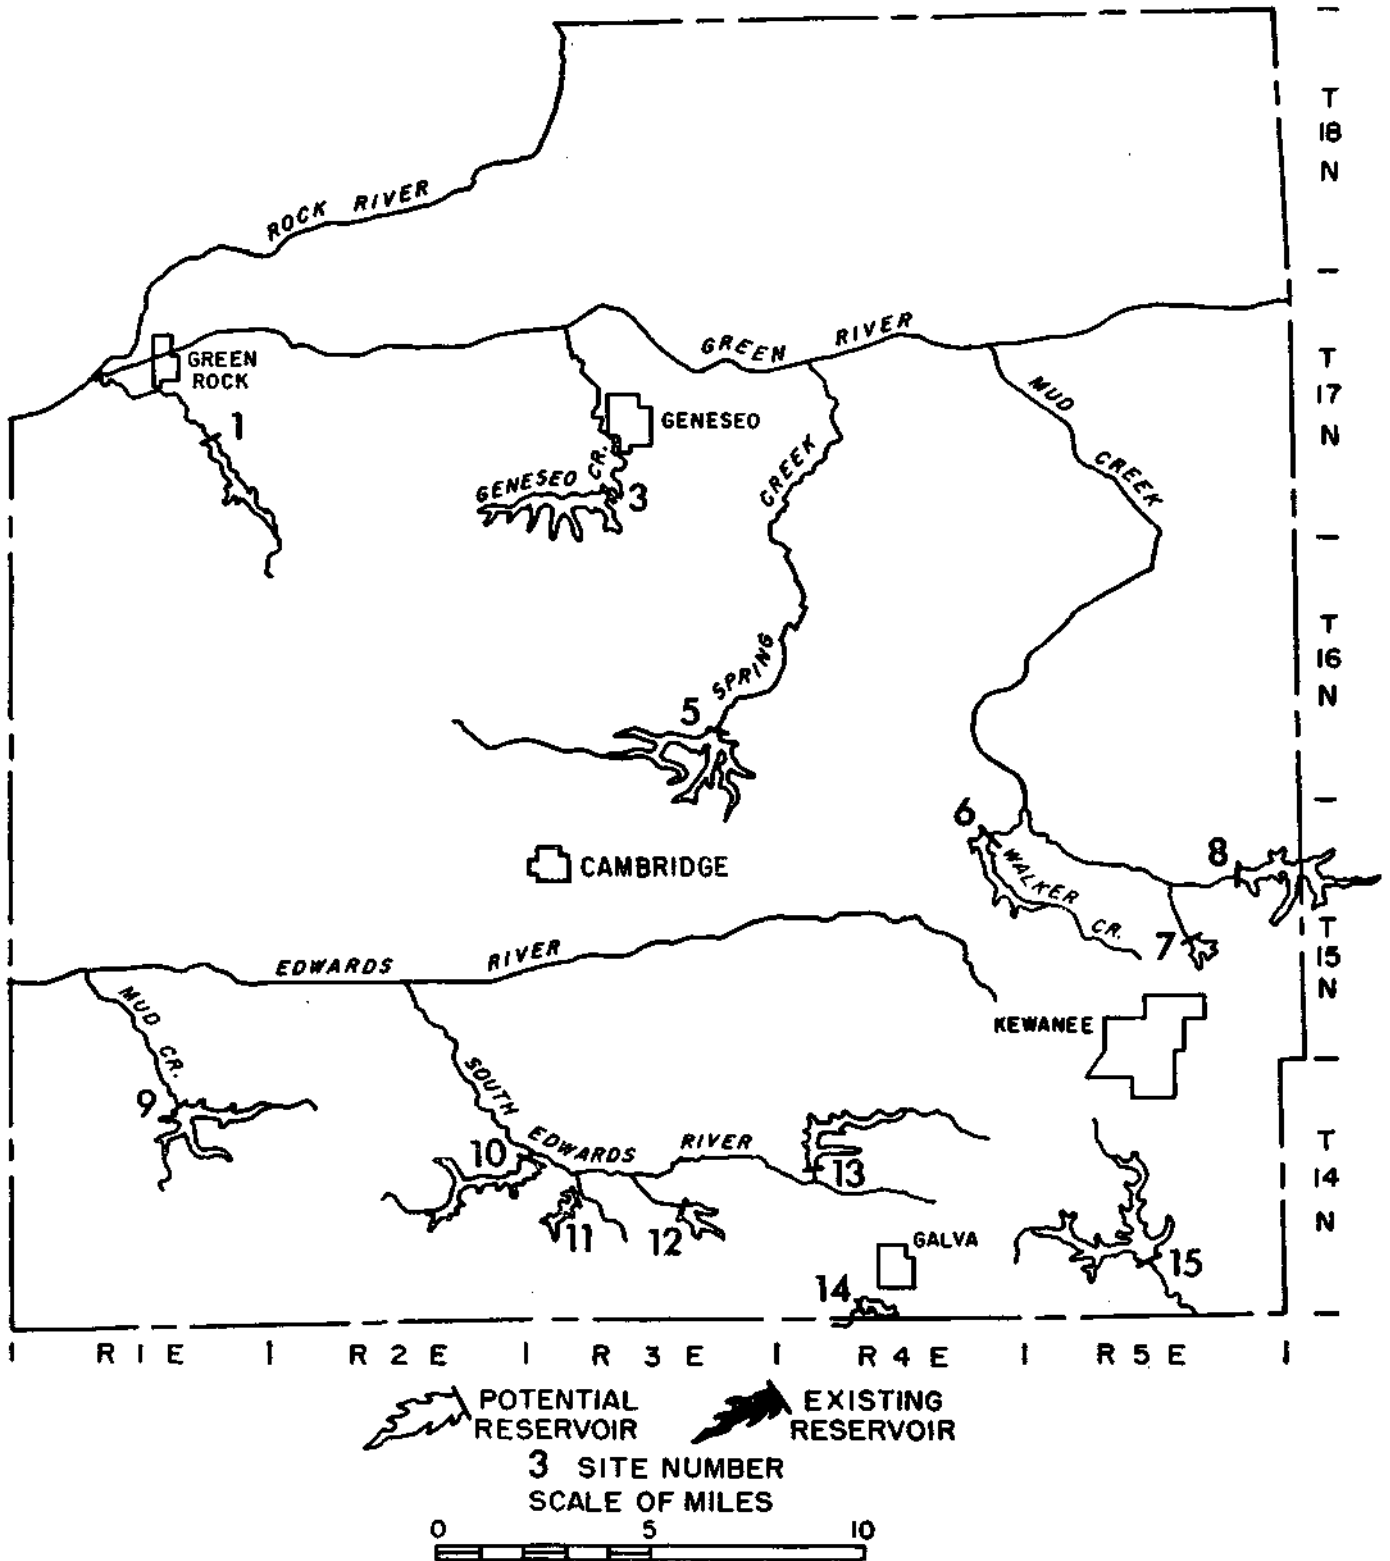 T
18
N
ROCK RIVER
GREEN RIVER
GREEN
ROCK
T
17
N
MUD CREEK
1
GENESEO
GENESEO CR.
3
SPRING CREEK
T
16
N
5
6
WALKER CR.
8
CAMBRIDGE
7
T
15
N
EDWARDS RIVER
MUD CR.
KEWANEE
SOUTH EDWARDS RIVER
9
10
13
T
14
N
11
12
GALVA
15
14
R 1 E
R 2 E
R 3 E
R 4 E
R 5 E
POTENTIAL
RESERVOIR
EXISTING
RESERVOIR
3 SITE NUMBER
SCALE OF MILES
0 5 10